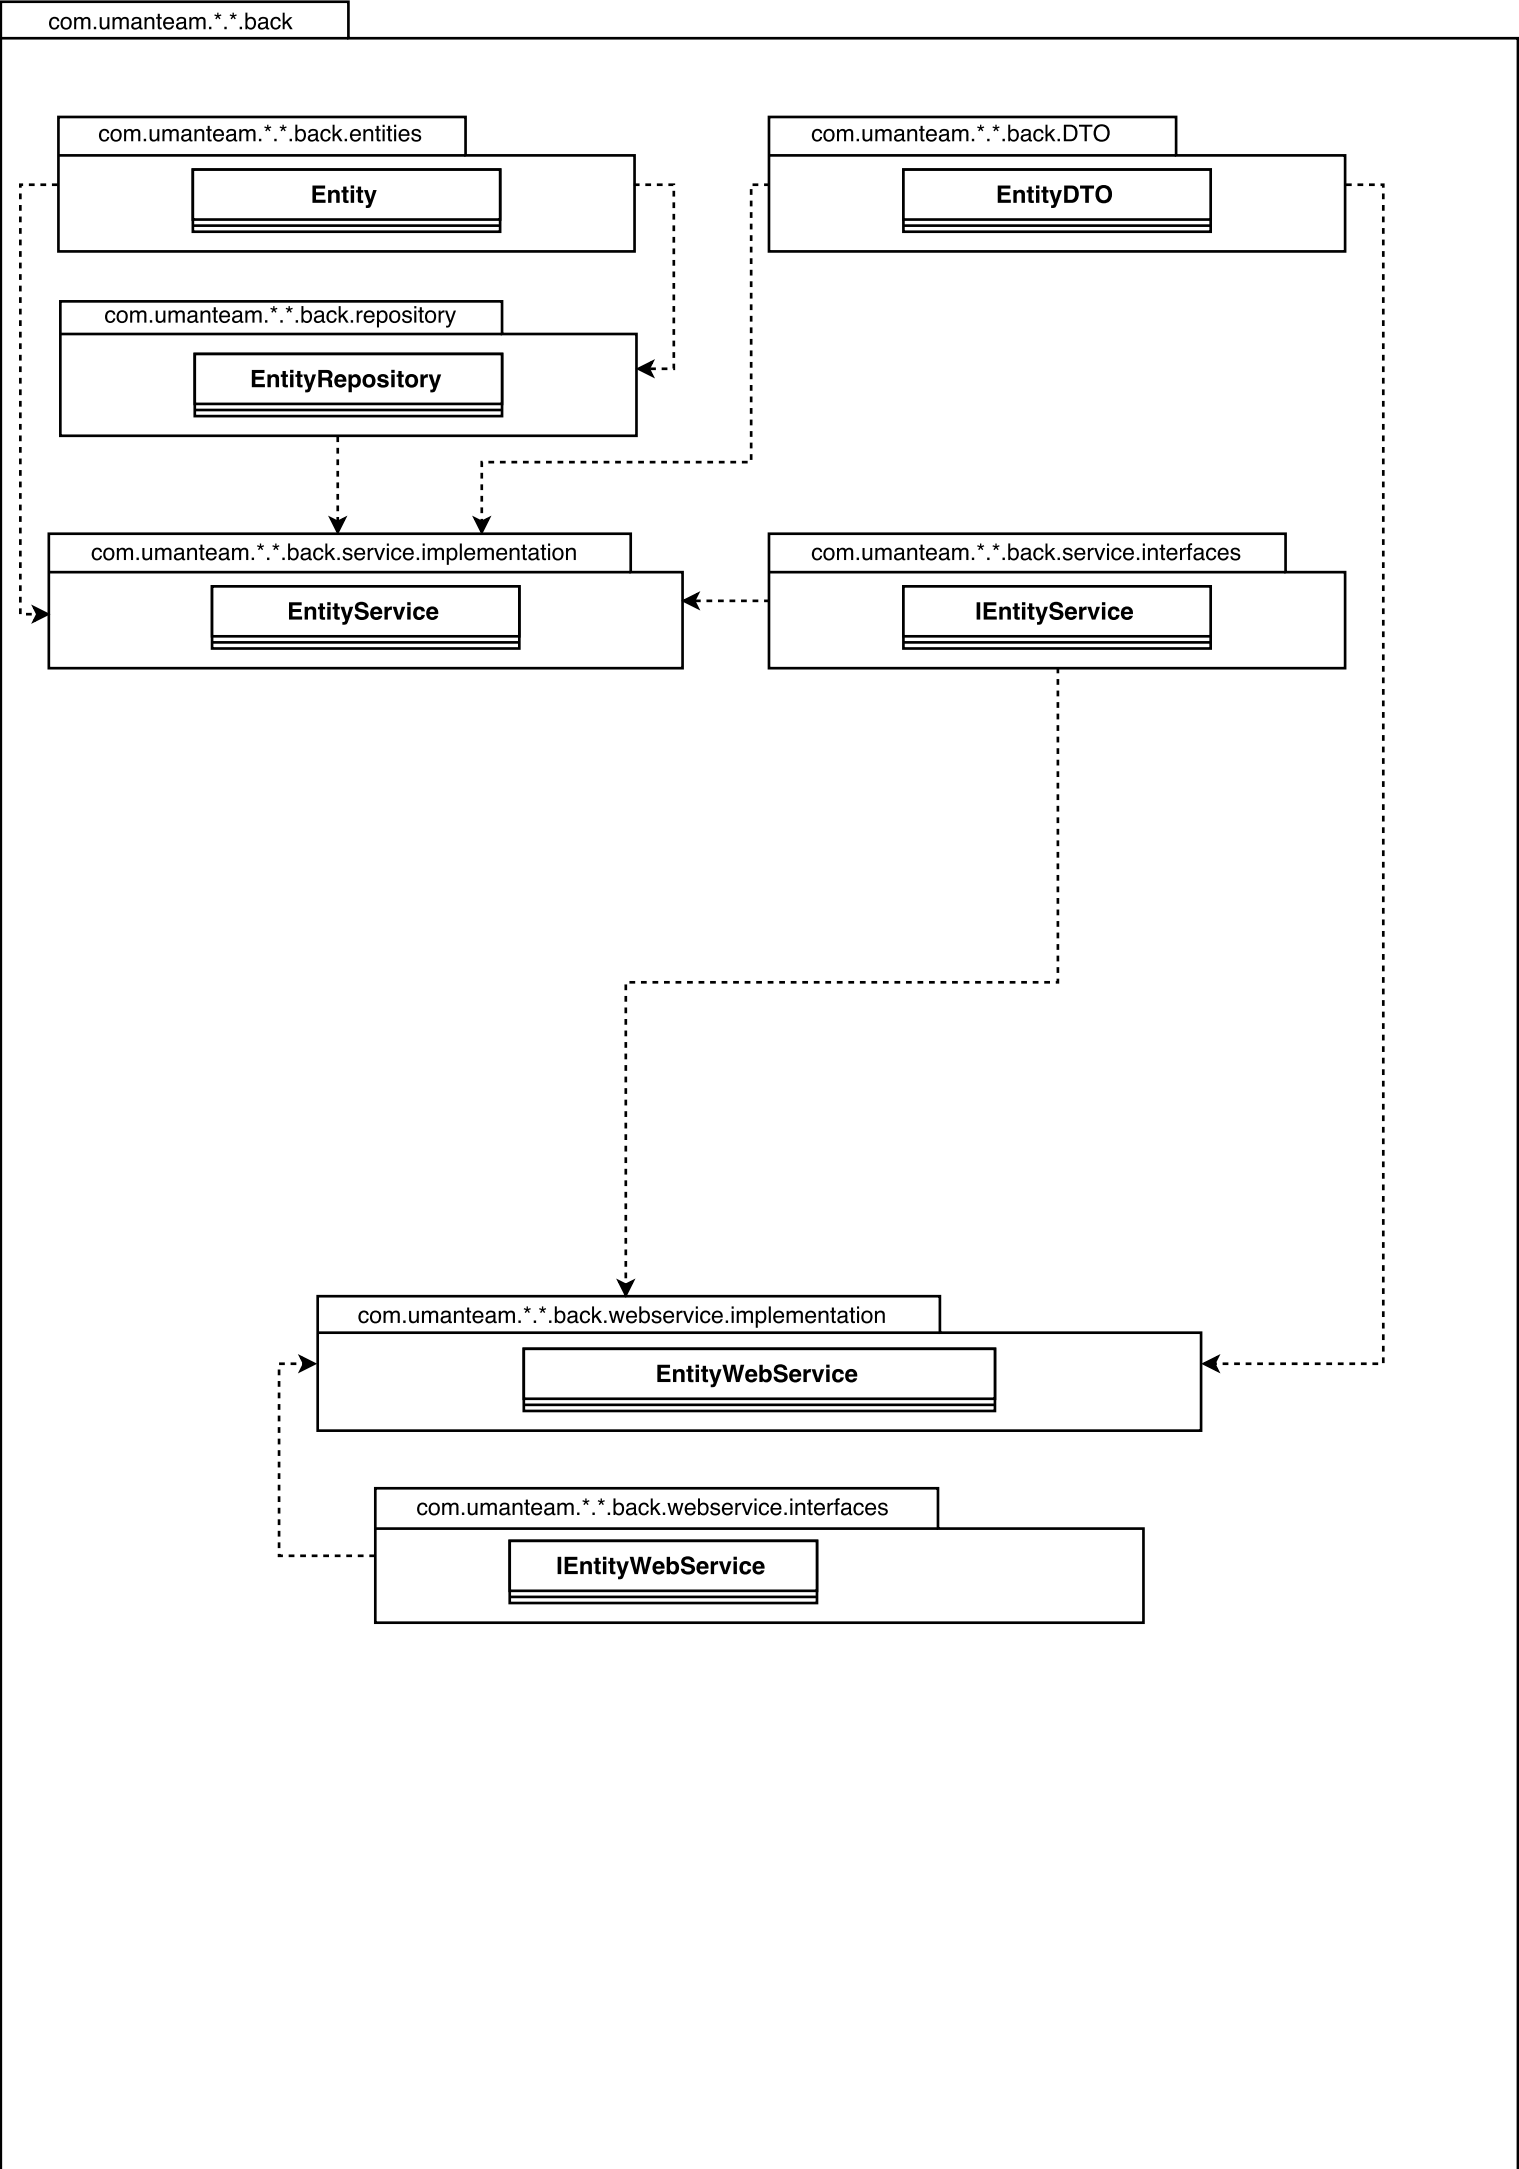 com.umanteam.*.*.back
com.umanteam.*.*.back.entities
Entity
com.umanteam.*.*.back.DTO
EntityDTO
com.umanteam.*.*.back.repository
EntityRepository
com.umanteam.*.*.back.service.implementation
EntityService
com.umanteam.*.*.back.service.interfaces
IEntityService
com.umanteam.*.*.back.webservice.implementation
EntityWebService
com.umanteam.*.*.back.webservice.interfaces
IEntityWebService